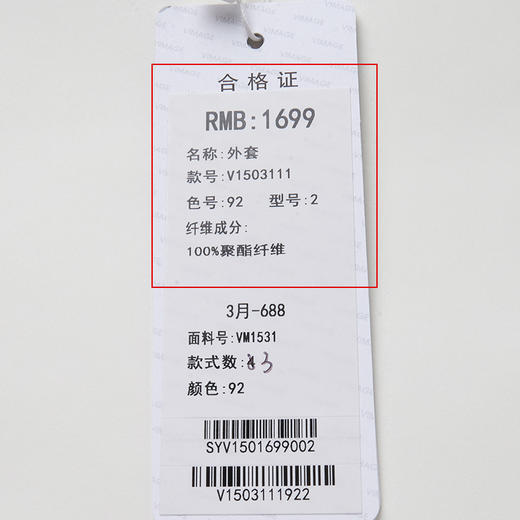 合格证
RMB:1699
名称:外套
款号:V1503111
色号:92 型号:2
纤维成分:
100%聚酯纤维
3月-688
面料号:VM1531
款式数:3
颜色:92
SYV1501699002
V1503111922